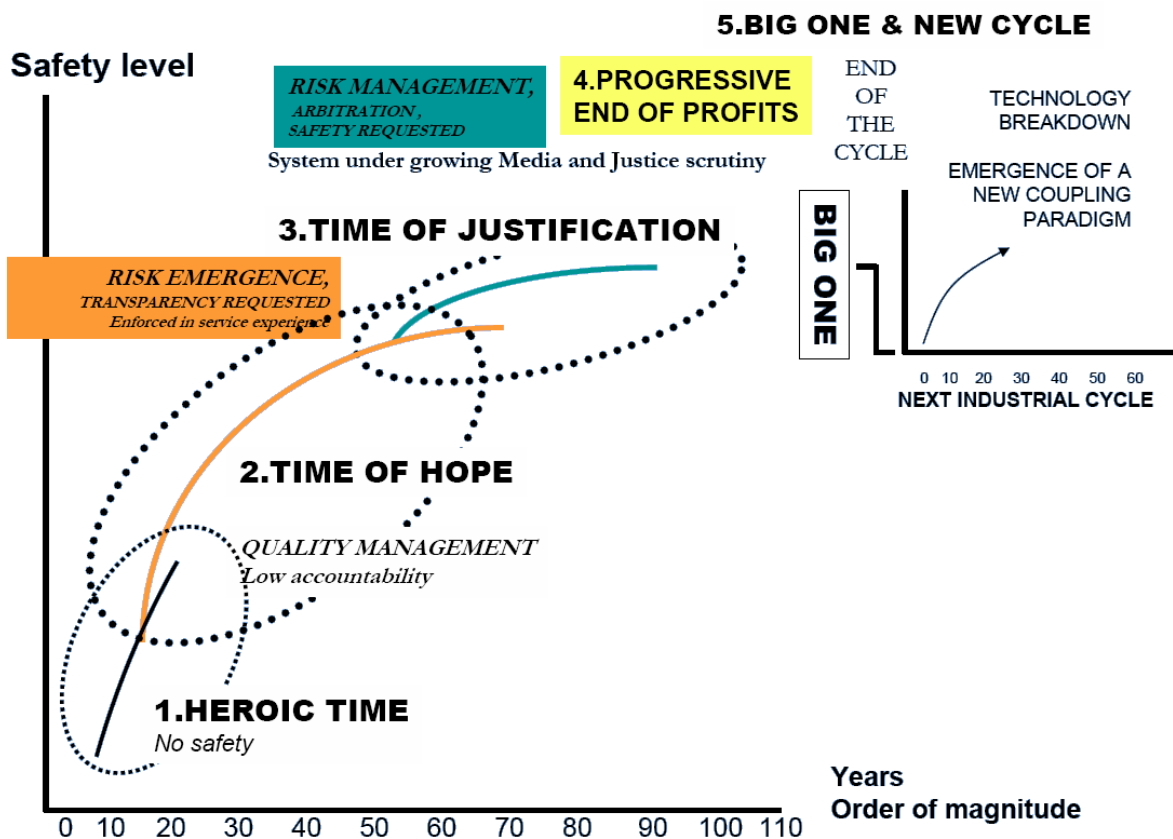 5.BIG ONE & NEW CYCLE
Safety level
RISK MANAGEMENT,
ARBITRATION ,
SAFETY REQUESTED
4.PROGRESSIVE
END OF PROFITS
END
OF
THE
CYCLE
TECHNOLOGY
BREAKDOWN
System under growing Media and Justice scrutiny
EMERGENCE OF A
NEW COUPLING
PARADIGM
BIG ONE
3.TIME OF JUSTIFICATION
RISK EMERGENCE,
TRANSPARENCY REQUESTED
Enforced in service experience
0 10 20 30 40 50 60
NEXT INDUSTRIAL CYCLE
2.TIME OF HOPE
QUALITY MANAGEMENT
Low accountability
1.HEROIC TIME
No safety
Years
Order of magnitude
0 10 20 30 40 50 60 70 80 90 100 110